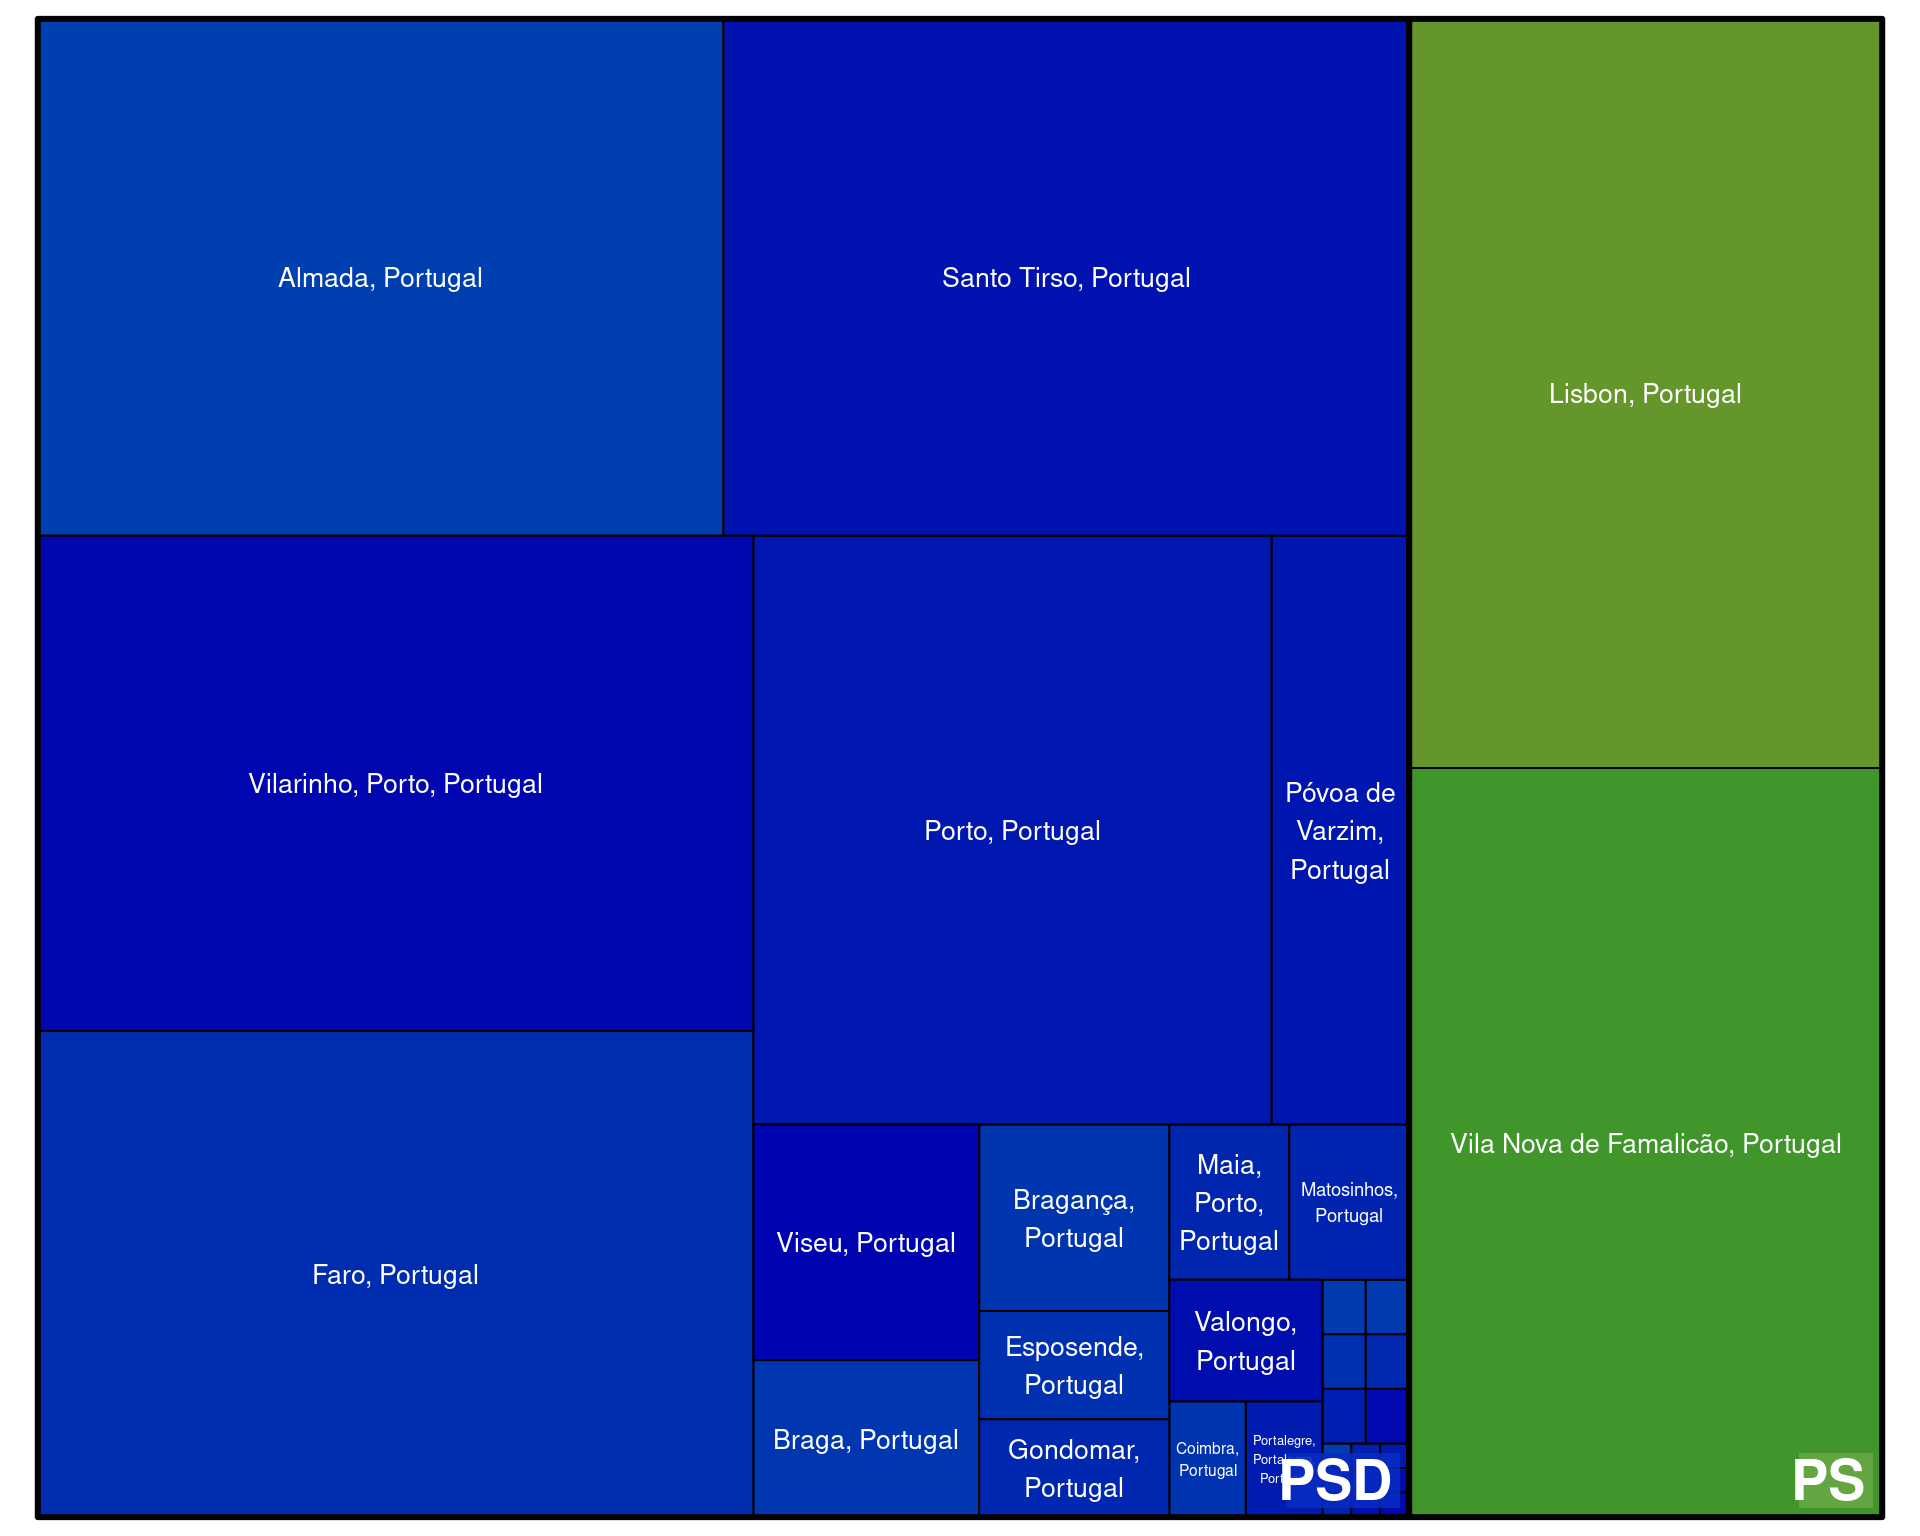 Almada, Portugal
Santo Tirso, Portugal
Lisbon, Portugal
Vilarinho, Porto, Portugal
Porto, Portugal
Póvoa de
Varzim,
Portugal
Vila Nova de Famalicão, Portugal
Faro, Portugal
Viseu, Portugal
Bragança,
Portugal
Maia,
Porto,
Portugal
Matosinhos,
Portugal
Esposende,
Portugal
Valongo,
Portugal
Braga, Portugal
Gondomar,
Portugal
Coimbra,
Portugal
Portalegre,
PSD
PS